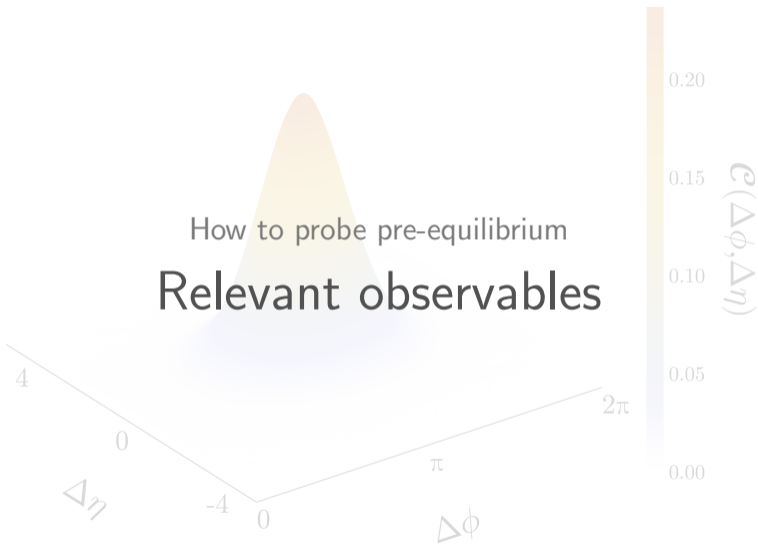 How to probe pre-equilibrium
Relevant observables
0.20
0.15
0.10
0.05
0.00
𝒞(Δϕ,Δη)
4
0
-4
Δη
0
π
2π
Δϕ